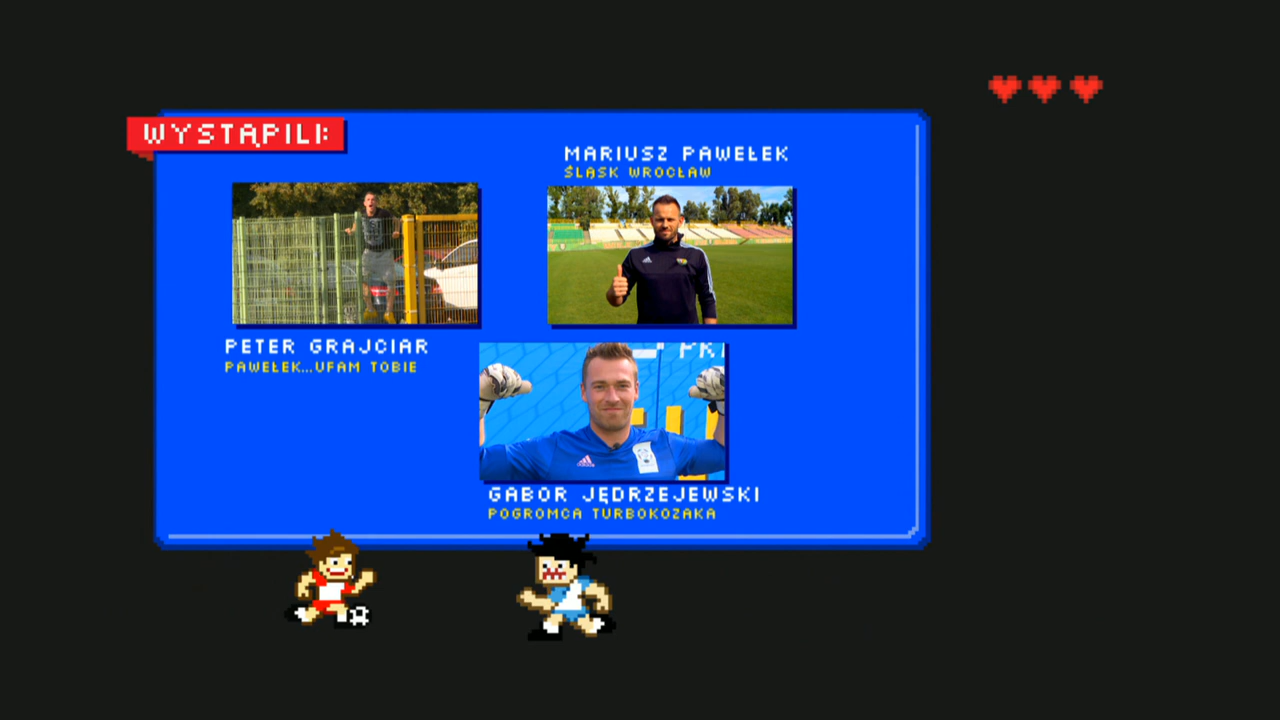 WYSTĄPILI:
MARIUSZ PAWEŁEK
ŚLĄSK WROCŁAW
PETER GRAJCIAR
PAWEŁEK...UFAM TOBIE
GABOR JĘDRZEJEWSKI
POGROMCA TURBOKOZAKA